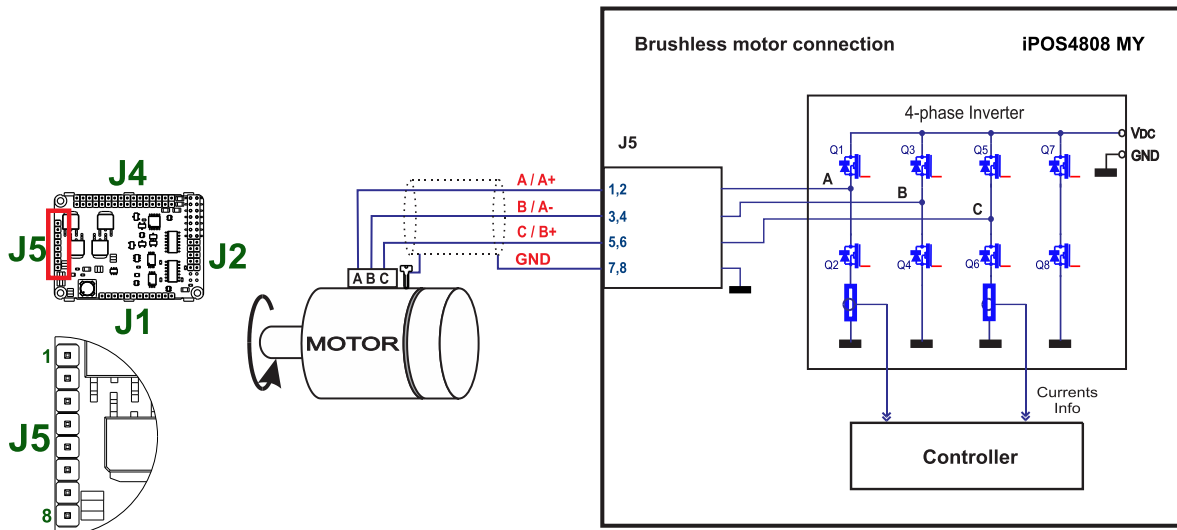 Brushless motor connection
iPOS4808 MY
4-phase Inverter
VDC
GND
Q1
Q3
Q5
Q7
A
B
C
Q2
Q4
Q6
Q8
J5
1,2
3,4
5,6
7,8
A / A+
B / A-
C / B+
GND
A B C
MOTOR
Currents
Info
Controller
J4
J5
J2
J1
1
J5
8